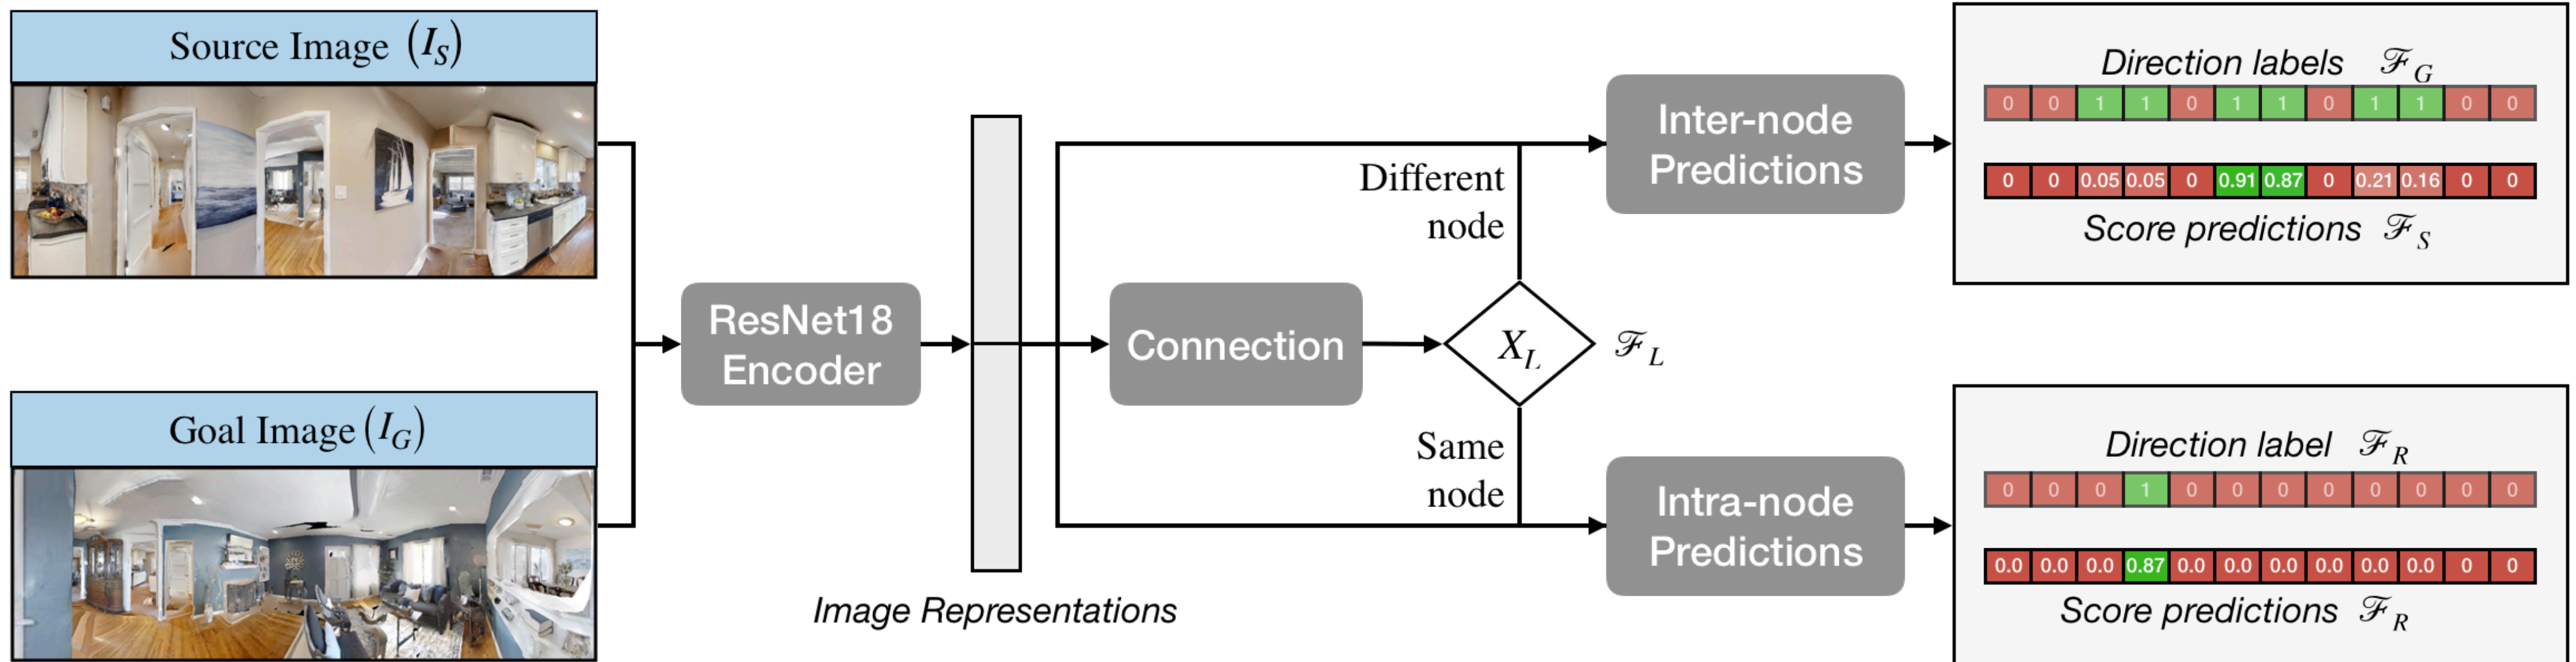 Source Image (I_S)
Goal Image (I_G)
ResNet18
Encoder
Image Representations
Connection
X_L
ℱ_L
Different
node
Same
node
Inter-node
Predictions
Intra-node
Predictions
Direction labels ℱ_G
0 0 1 1 0 1 1 0 1 1 0 0
0 0 0.05 0.05 0 0.91 0.87 0 0.21 0.16 0 0
Score predictions ℱ_S
Direction label ℱ_R
0 0 0 1 0 0 0 0 0 0 0 0
0.0 0.0 0.0 0.87 0.0 0.0 0.0 0.0 0.0 0.0 0 0
Score predictions ℱ_R